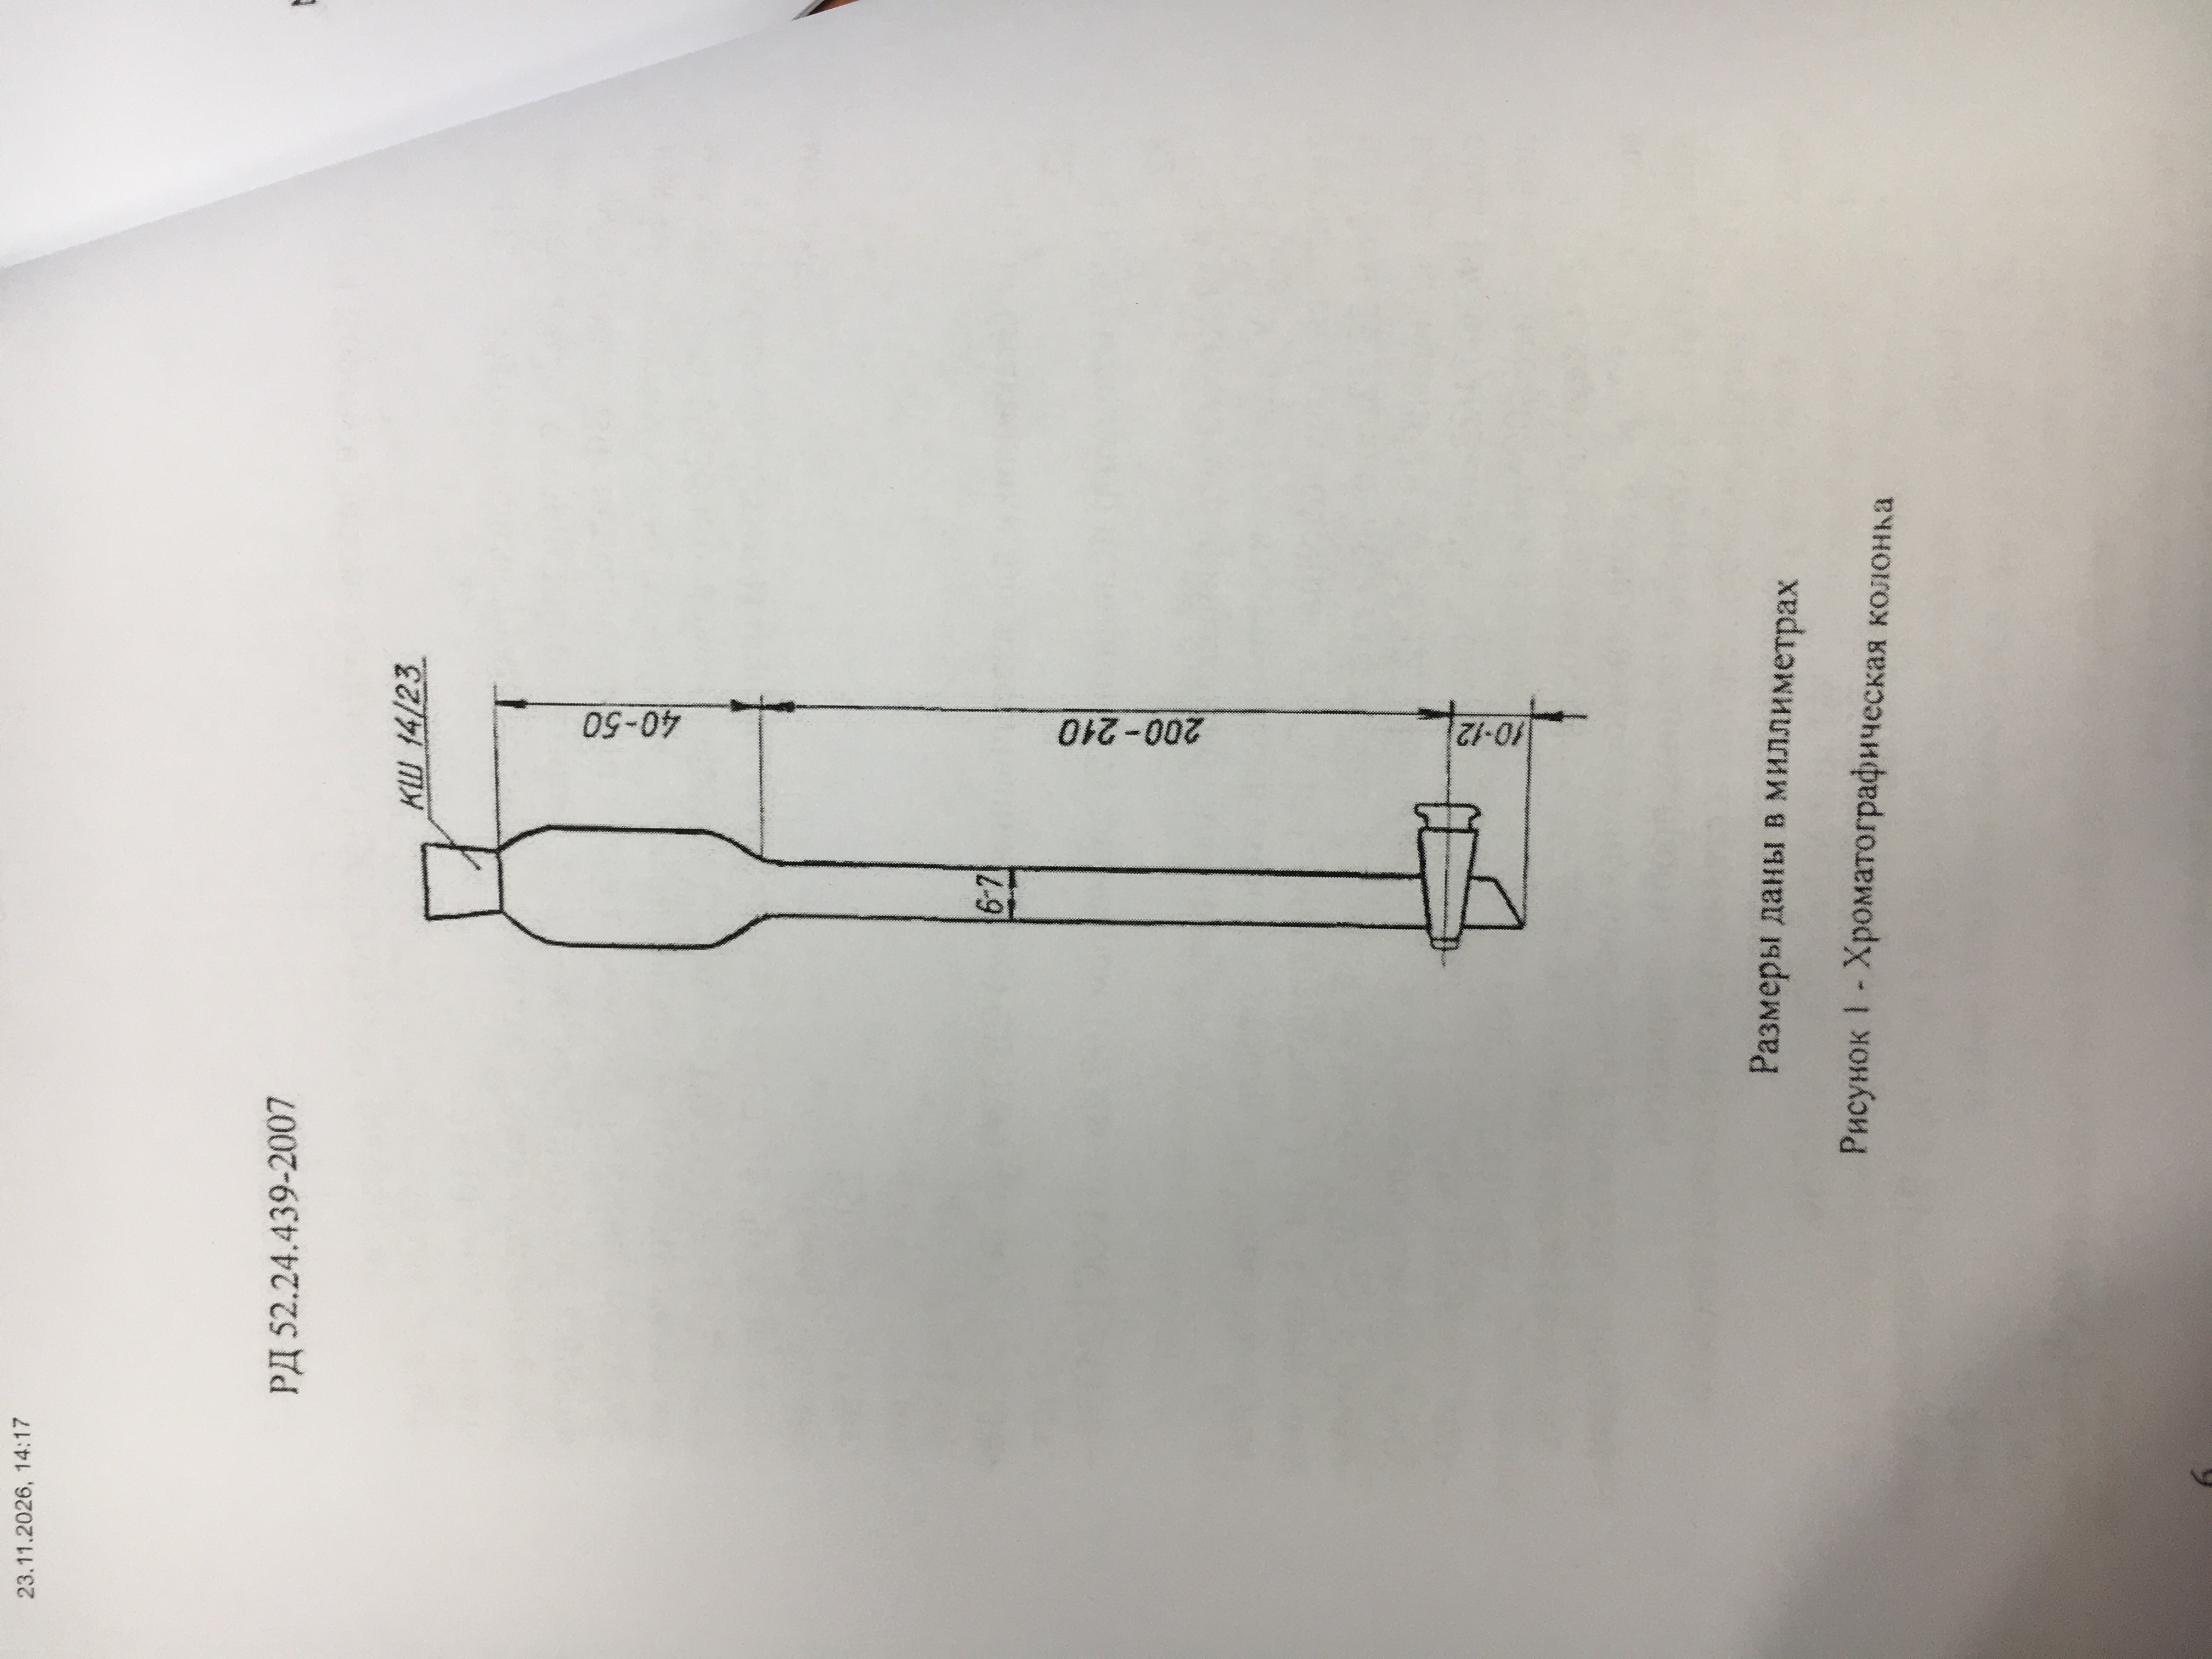 23.11.2026, 14:17
РД 52.24.439-2007
КШ 14/23
40-50
6-7
200-210
10-12
Размеры даны в миллиметрах
Рисунок 1 - Хроматографическая колонка